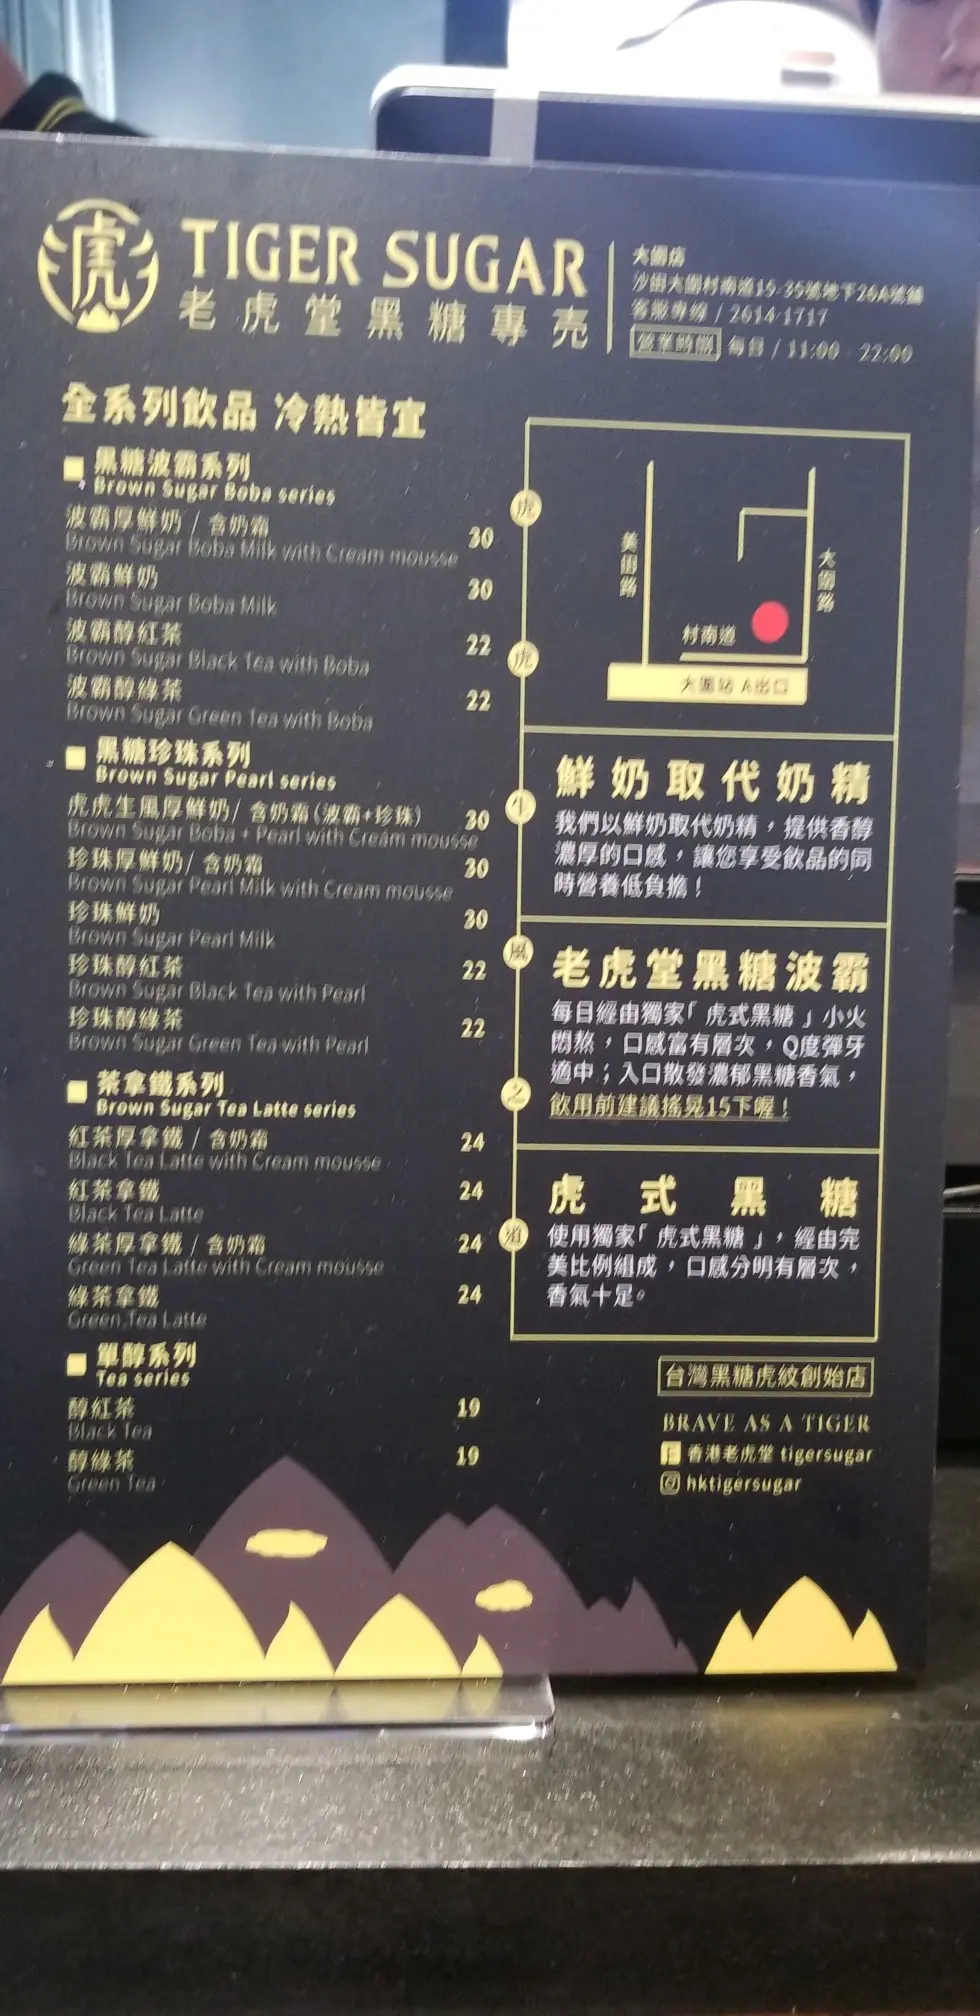 虎
TIGER SUGAR
老虎堂黑糖專売
大圍店
沙田大圍村南道15-35號地下26A號舖
客服專線 / 2614-1717
營業時間 每日 / 11:00 - 22:00
全系列飲品 冷熱皆宜
黑糖波霸系列
Brown Sugar Boba series
波霸厚鮮奶 / 含奶霜 30
Brown Sugar Boba Milk with Cream mousse
波霸鮮奶 30
Brown Sugar Boba Milk
波霸醇紅茶 22
Brown Sugar Black Tea with Boba
波霸醇綠茶 22
Brown Sugar Green Tea with Boba
黑糖珍珠系列
Brown Sugar Pearl series
虎虎生風厚鮮奶/ 含奶霜 (波霸+珍珠) 30
Brown Sugar Boba + Pearl with Cream mousse
珍珠厚鮮奶/ 含奶霜 30
Brown Sugar Pearl Milk with Cream mousse
珍珠鮮奶 30
Brown Sugar Pearl Milk
珍珠醇紅茶 22
Brown Sugar Black Tea with Pearl
珍珠醇綠茶 22
Brown Sugar Green Tea with Pearl
茶拿鐵系列
Brown Sugar Tea Latte series
紅茶厚拿鐵 / 含奶霜 24
Black Tea Latte with Cream mousse
紅茶拿鐵 24
Black Tea Latte
綠茶厚拿鐵 / 含奶霜 24
Green Tea Latte with Cream mousse
綠茶拿鐵 24
Green Tea Latte
單醇系列
Tea series
醇紅茶 19
Black Tea
醇綠茶 19
Green Tea
虎
虎
生
風
之
道
美田路
大圍路
村南道
大圍站 A出口
鮮奶取代奶精
我們以鮮奶取代奶精，提供香醇
濃厚的口感，讓您享受飲品的同
時營養低負擔！
老虎堂黑糖波霸
每日經由獨家「虎式黑糖」小火
悶熬，口感富有層次，Q度彈牙
適中；入口散發濃郁黑糖香氣，
飲用前建議搖晃15下喔！
虎式黑糖
使用獨家「虎式黑糖」，經由完
美比例組成，口感分明有層次，
香氣十足。
台灣黑糖虎紋創始店
BRAVE AS A TIGER
香港老虎堂 tigersugar
hktigersugar